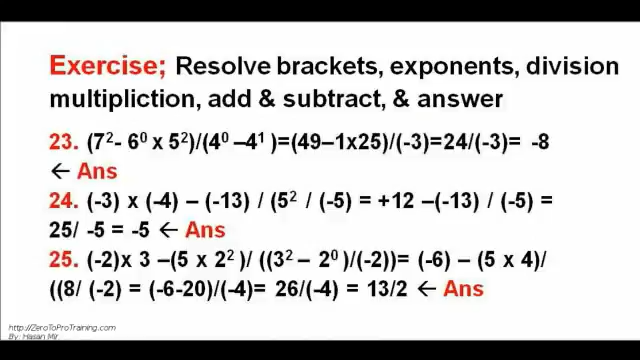 Exercise; Resolve brackets, exponents, division
multipliction, add & subtract, & answer
23. (7² - 6⁰ x 5²)/(4⁰ –4¹)=(49–1x25)/(-3)=24/(-3)= -8
← Ans
24. (-3) x (-4) – (-13) / (5² / (-5) = +12 –(-13) / (-5) =
25/ -5 = -5 ← Ans
25. (-2)x 3 –(5 x 2²)/ ((3² – 2⁰)/(-2))= (-6) – (5 x 4)/
((8/ (-2) = (-6-20)/(-4)= 26/(-4) = 13/2 ← Ans
http://ZeroToProTraining.com
By: Hasan Mir